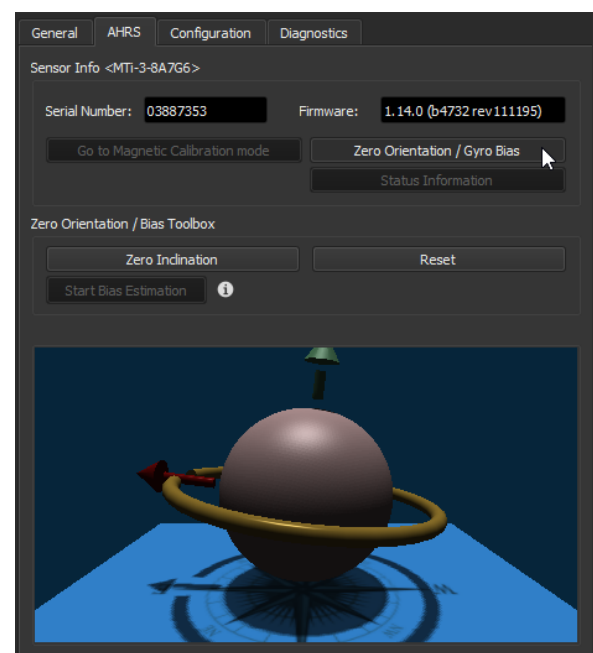 General AHRS Configuration Diagnostics
Sensor Info <MTi-3-8A7G6>
Serial Number: 03887353 Firmware: 1.14.0 (b4732 rev111195)
Go to Magnetic Calibration mode Zero Orientation / Gyro Bias
Status Information
Zero Orientation / Bias Toolbox
Zero Inclination Reset
Start Bias Estimation